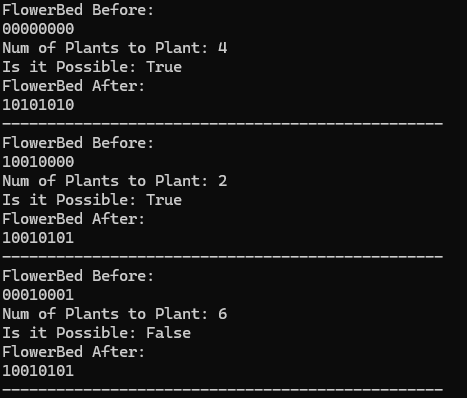 FlowerBed Before:
00000000
Num of Plants to Plant: 4
Is it Possible: True
FlowerBed After:
10101010
-------------------------------------------------
FlowerBed Before:
10010000
Num of Plants to Plant: 2
Is it Possible: True
FlowerBed After:
10010101
-------------------------------------------------
FlowerBed Before:
00010001
Num of Plants to Plant: 6
Is it Possible: False
FlowerBed After:
10010101
-------------------------------------------------